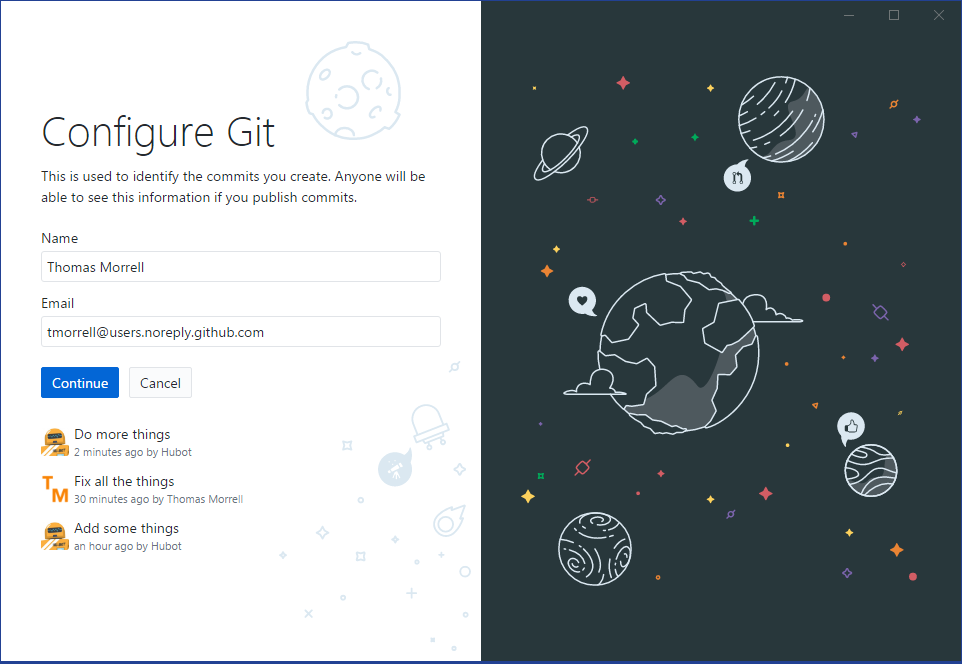 Configure Git
This is used to identify the commits you create. Anyone will be
able to see this information if you publish commits.
Name
Thomas Morrell
Email
tmorrell@users.noreply.github.com
Continue Cancel
Do more things
2 minutes ago by Hubot
TM
Fix all the things
30 minutes ago by Thomas Morrell
Add some things
an hour ago by Hubot